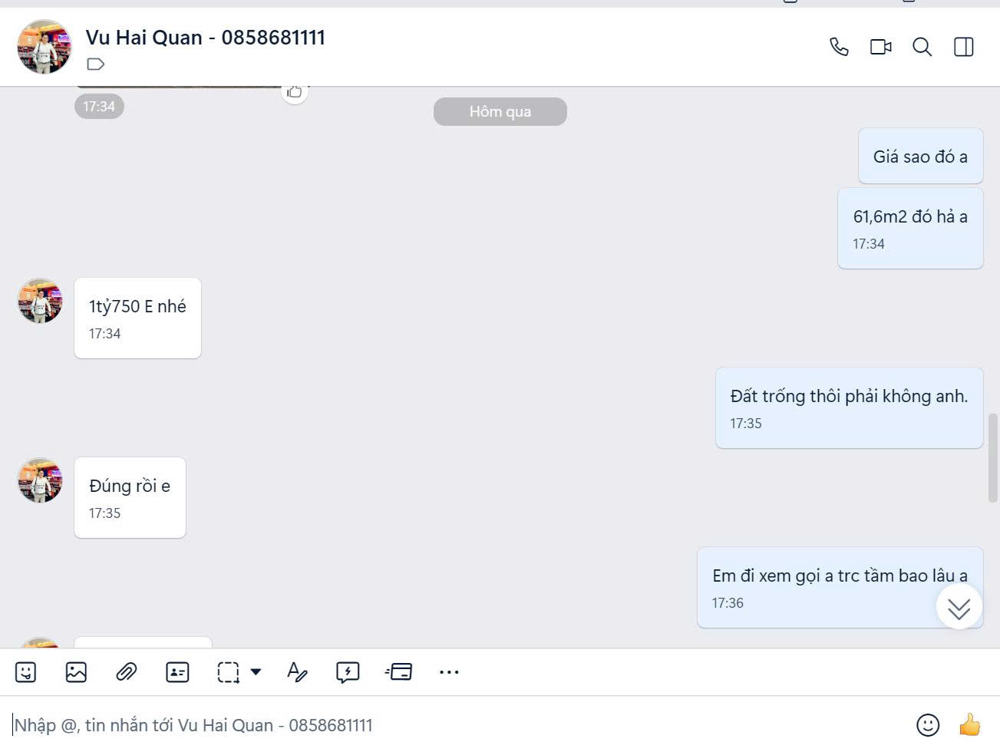 Vu Hai Quan - 0858681111
17:34
Hôm qua
Giá sao đó a
61,6m2 đó hả a
17:34
1tỷ750 E nhé
17:34
Đất trống thôi phải không anh.
17:35
Đúng rồi e
17:35
Em đi xem gọi a trc tầm bao lâu a
17:36
Nhập @, tin nhắn tới Vu Hai Quan - 0858681111